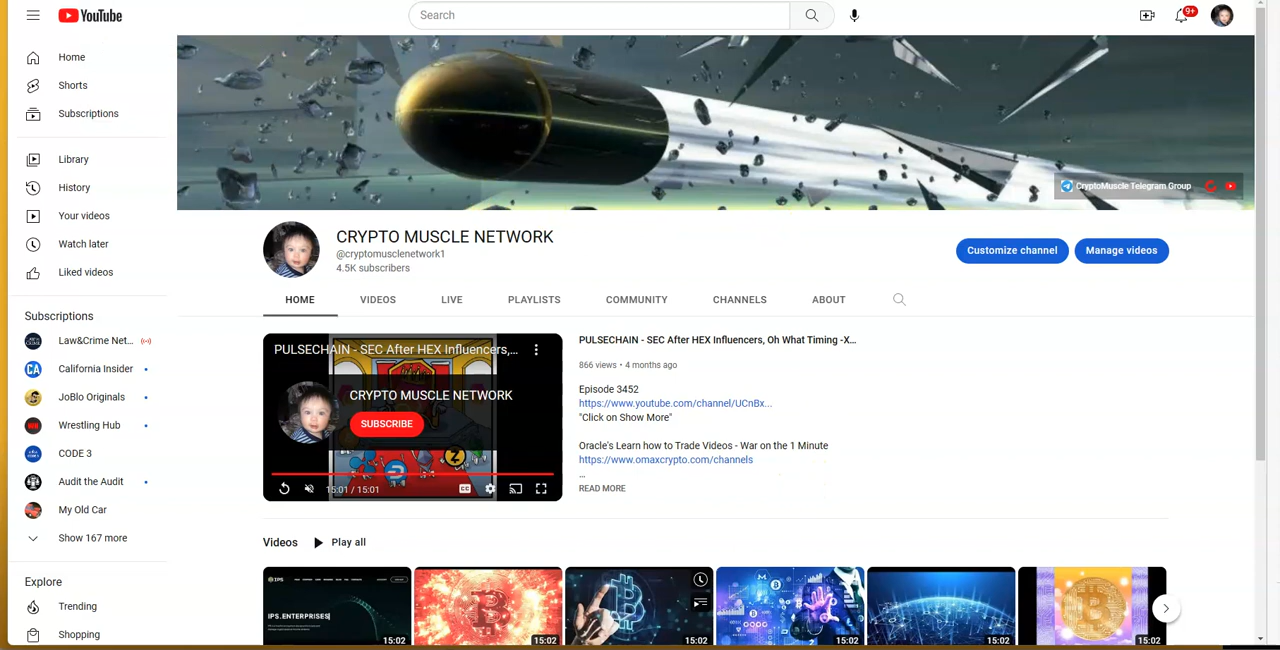 YouTube
Search
9+
Home
Shorts
Subscriptions
Library
History
Your videos
Watch later
Liked videos
Subscriptions
Law&Crime Net...
California Insider
JoBlo Originals
Wrestling Hub
CODE 3
Audit the Audit
My Old Car
Show 167 more
Explore
Trending
Shopping
CryptoMuscle Telegram Group
CRYPTO MUSCLE NETWORK
@cryptomusclenetwork1
4.5K subscribers
Customize channel
Manage videos
HOME VIDEOS LIVE PLAYLISTS COMMUNITY CHANNELS ABOUT
PULSECHAIN - SEC After HEX Influencers,...
CRYPTO MUSCLE NETWORK
SUBSCRIBE
15:01 / 15:01
CC
PULSECHAIN - SEC After HEX Influencers, Oh What Timing -X...
866 views • 4 months ago
Episode 3452
https://www.youtube.com/channel/UCnBx...
"Click on Show More"
Oracle's Learn how to Trade Videos - War on the 1 Minute
https://www.omaxcrypto.com/channels
...
READ MORE
Videos Play all
IPS
IPS.ENTERPRISES
15:02 15:02 15:02 15:02 15:02 15:02